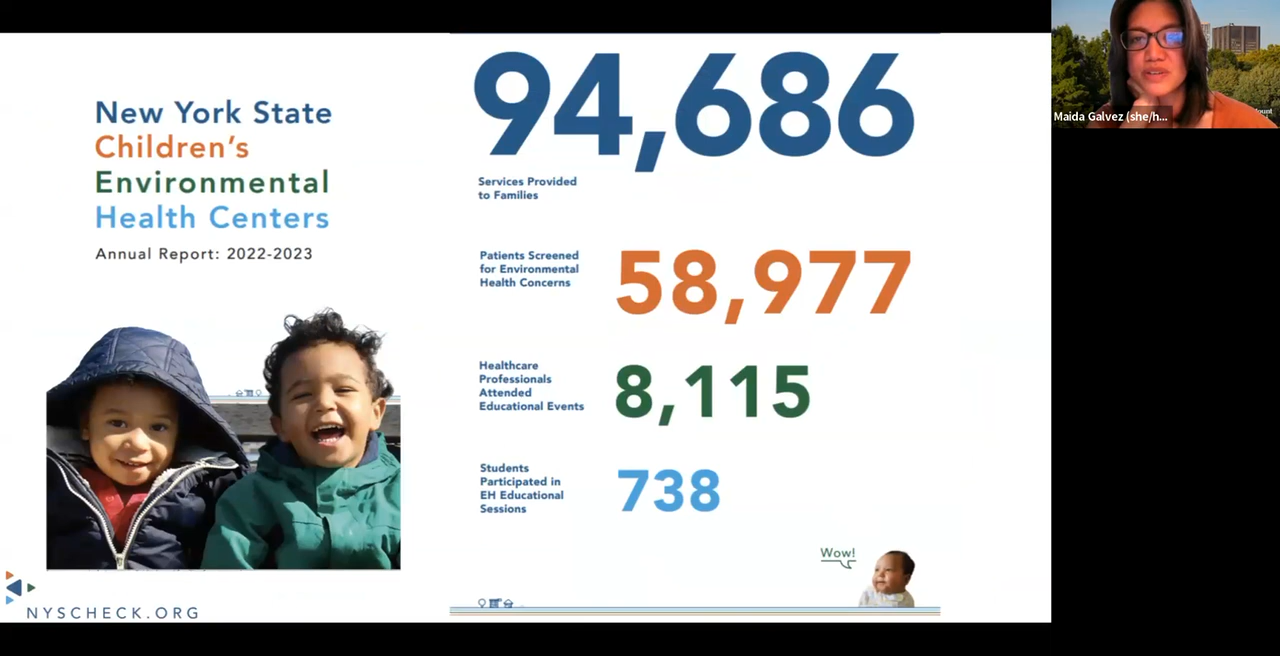 New York State
Children's
Environmental
Health Centers
Annual Report: 2022-2023
NYSCHECK.ORG
94,686
Services Provided
to Families
Patients Screened
for Environmental
Health Concerns
58,977
Healthcare
Professionals
Attended
Educational Events
8,115
Students
Participated in
EH Educational
Sessions
738
Wow!
Maida Galvez (she/h...
ount